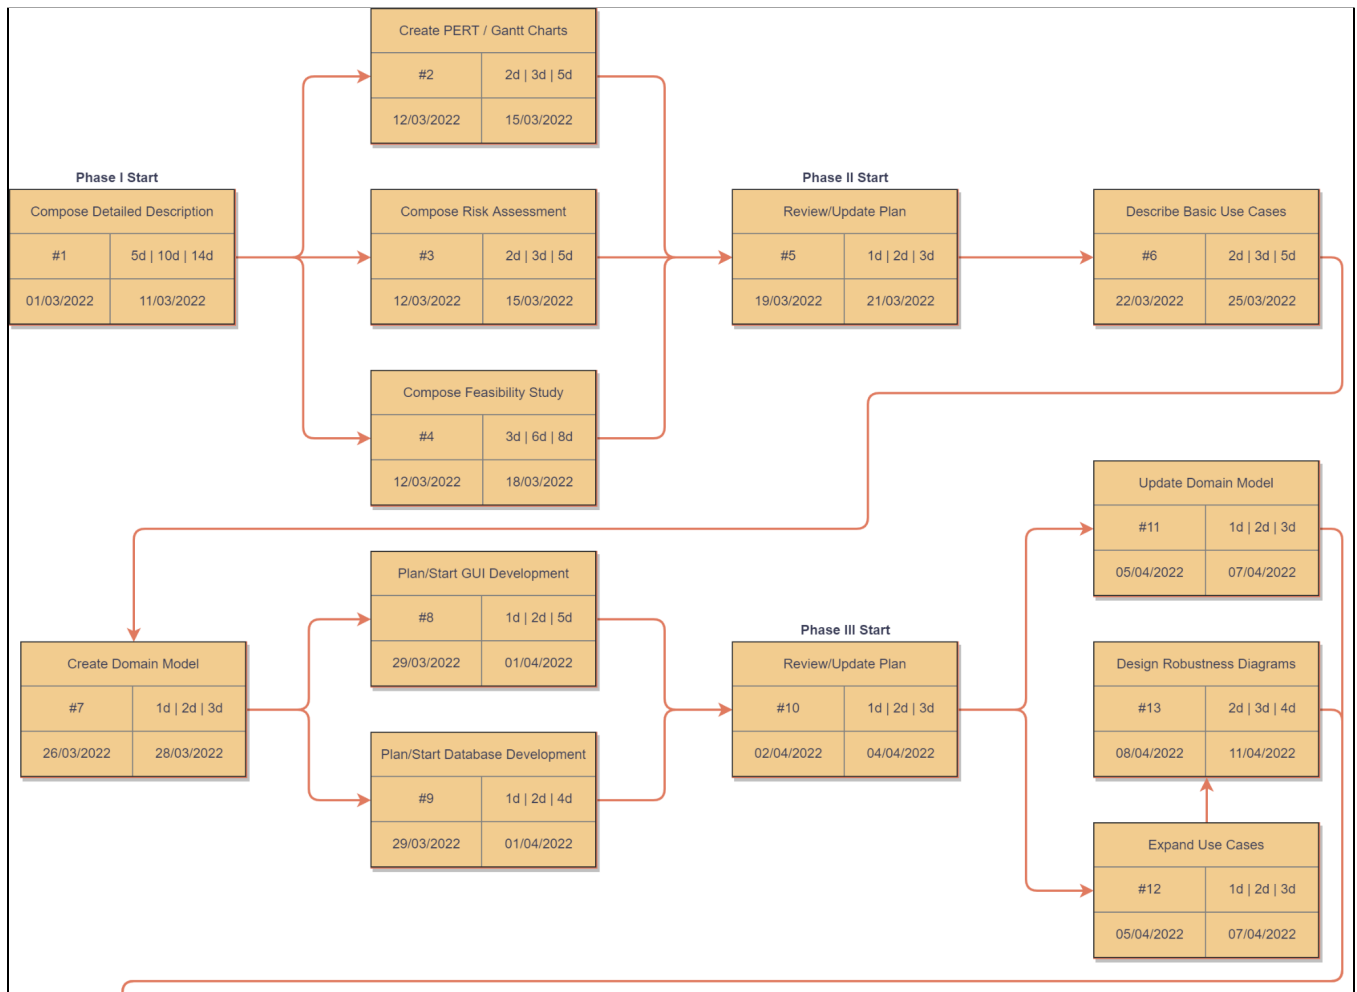 Create PERT / Gantt Charts
#2 2d | 3d | 5d
12/03/2022 15/03/2022
Phase I Start
Compose Detailed Description
#1 5d | 10d | 14d
01/03/2022 11/03/2022
Compose Risk Assessment
#3 2d | 3d | 5d
12/03/2022 15/03/2022
Compose Feasibility Study
#4 3d | 6d | 8d
12/03/2022 18/03/2022
Phase II Start
Review/Update Plan
#5 1d | 2d | 3d
19/03/2022 21/03/2022
Describe Basic Use Cases
#6 2d | 3d | 5d
22/03/2022 25/03/2022
Create Domain Model
#7 1d | 2d | 3d
26/03/2022 28/03/2022
Plan/Start GUI Development
#8 1d | 2d | 5d
29/03/2022 01/04/2022
Plan/Start Database Development
#9 1d | 2d | 4d
29/03/2022 01/04/2022
Phase III Start
Review/Update Plan
#10 1d | 2d | 3d
02/04/2022 04/04/2022
Update Domain Model
#11 1d | 2d | 3d
05/04/2022 07/04/2022
Design Robustness Diagrams
#13 2d | 3d | 4d
08/04/2022 11/04/2022
Expand Use Cases
#12 1d | 2d | 3d
05/04/2022 07/04/2022